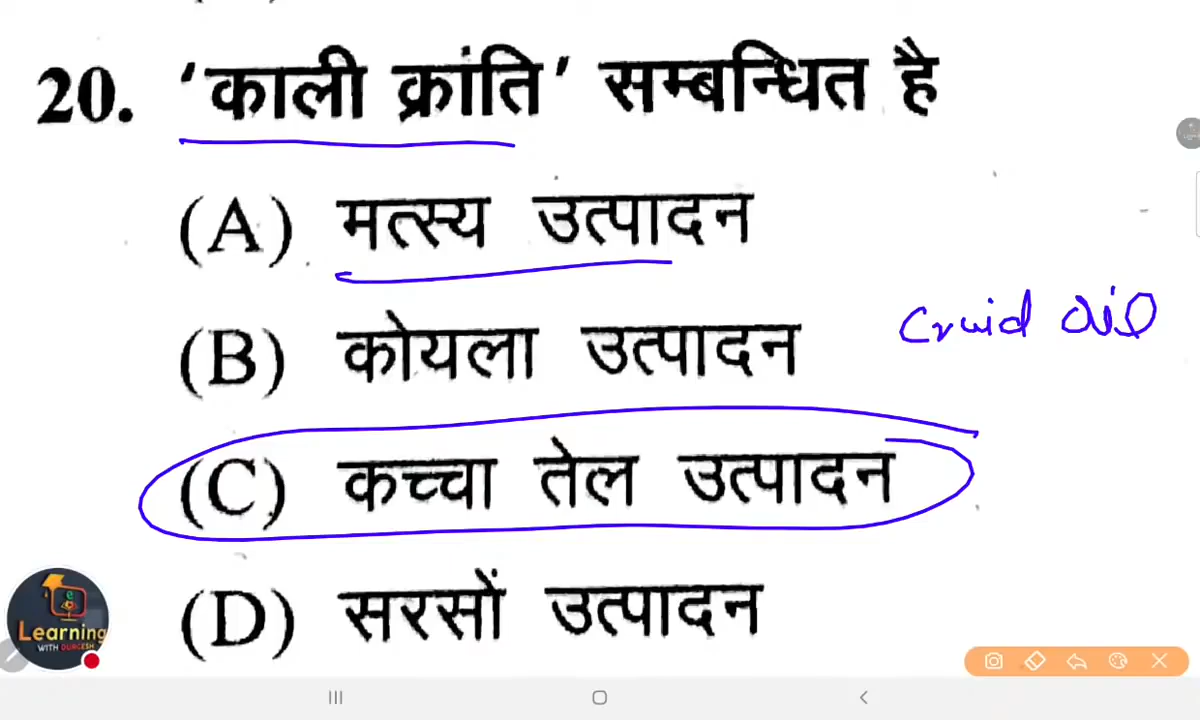 20. 'काली क्रांति' सम्बन्धित है
(A) मत्स्य उत्पादन
(B) कोयला उत्पादन
Cruid Oil
(C) कच्चा तेल उत्पादन
(D) सरसों उत्पादन
Learning
WITH DURGESH